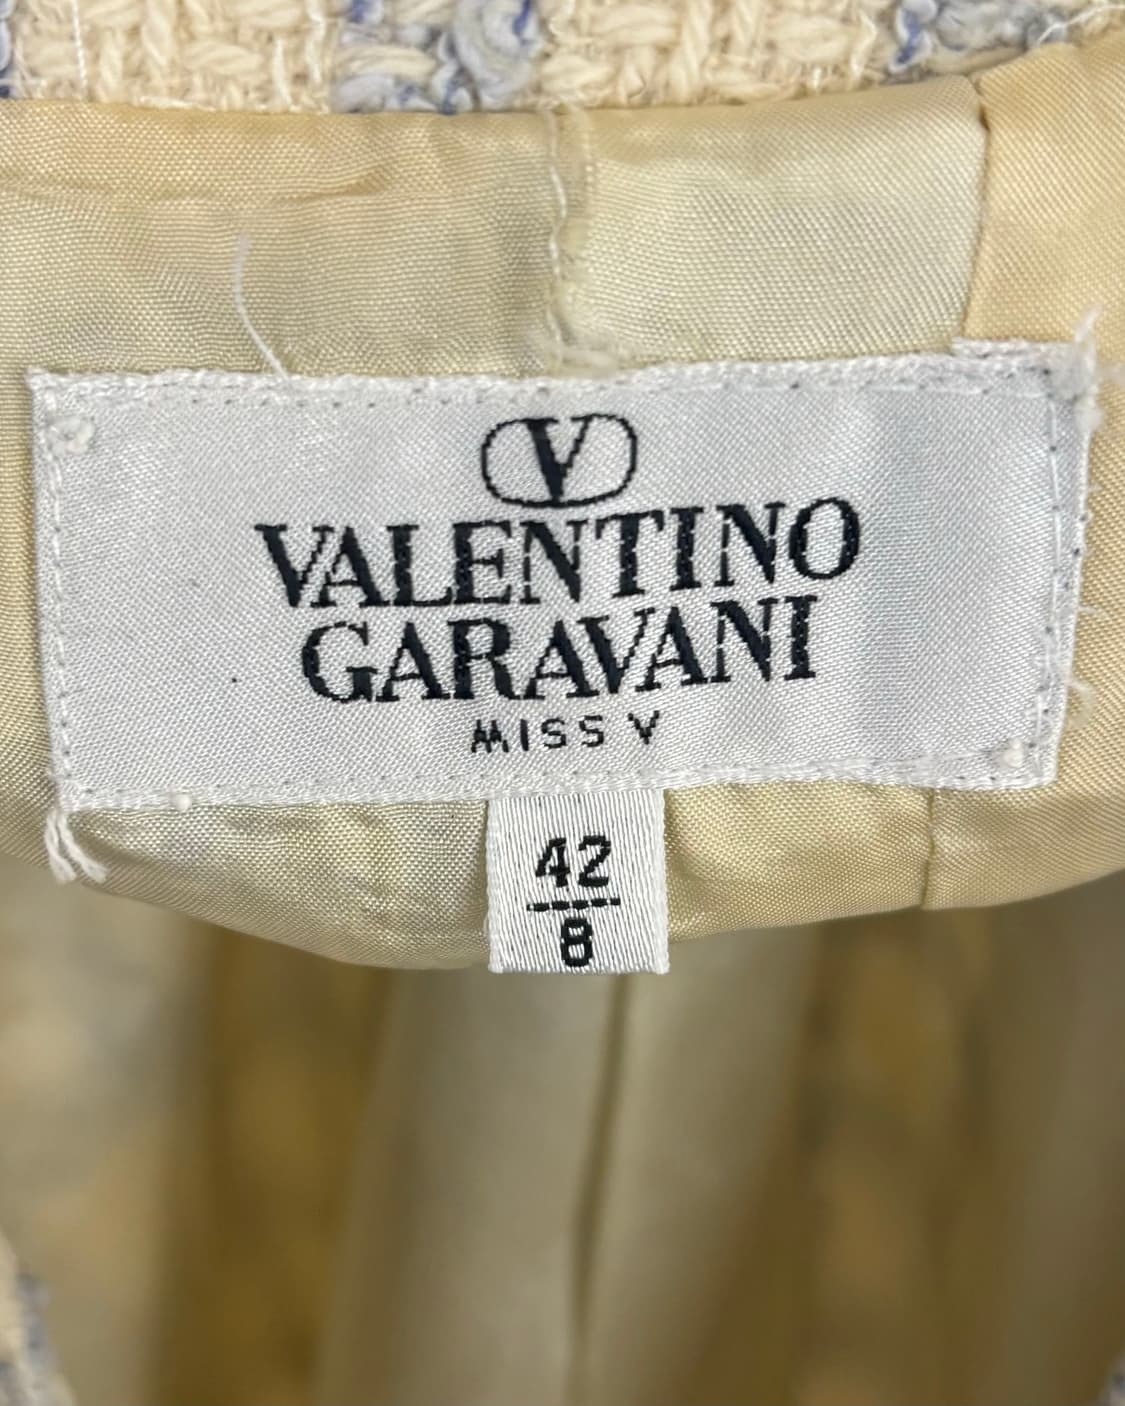 V
VALENTINO
GARAVANI
MISS V
42
8